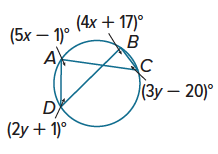 (4x + 17)°
(5x − 1)°
B
A
C
(3y − 20)°
D
(2y + 1)°